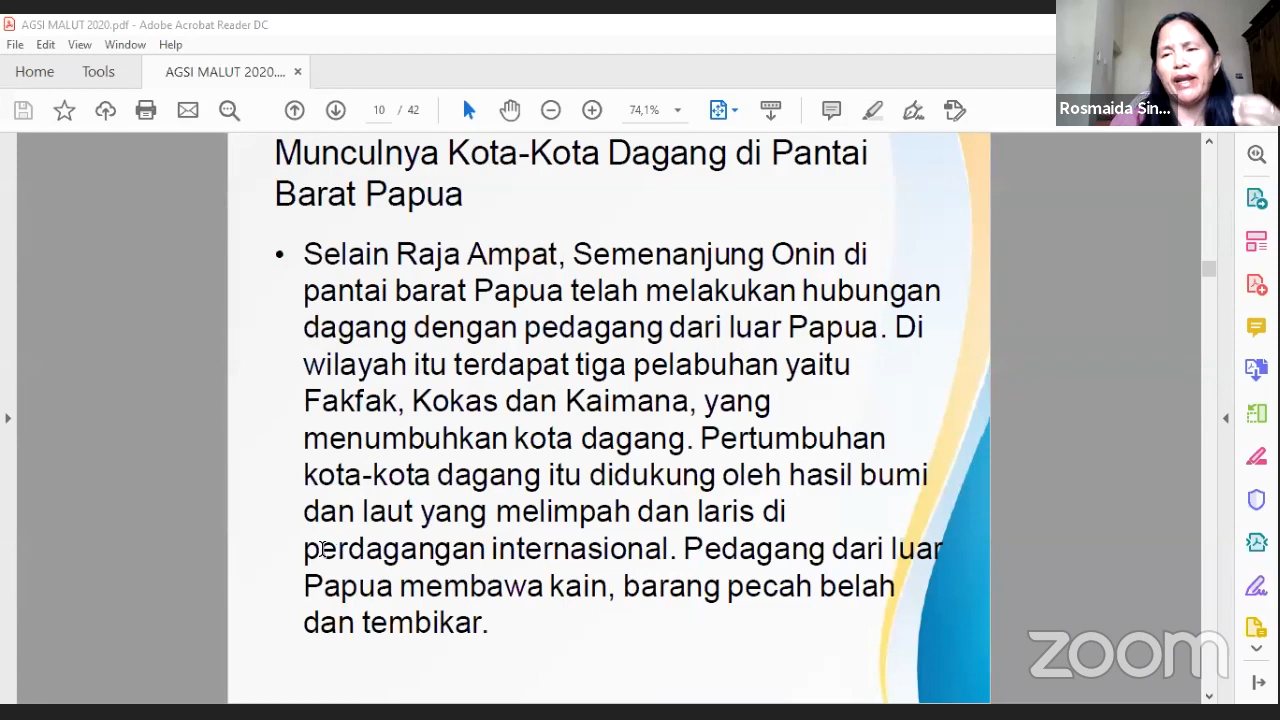 AGSI MALUT 2020.pdf - Adobe Acrobat Reader DC
File Edit View Window Help
Home Tools AGSI MALUT 2020.... ×
10 / 42 74,1%
Rosmaida Sin...
Munculnya Kota-Kota Dagang di Pantai
Barat Papua
• Selain Raja Ampat, Semenanjung Onin di
pantai barat Papua telah melakukan hubungan
dagang dengan pedagang dari luar Papua. Di
wilayah itu terdapat tiga pelabuhan yaitu
Fakfak, Kokas dan Kaimana, yang
menumbuhkan kota dagang. Pertumbuhan
kota-kota dagang itu didukung oleh hasil bumi
dan laut yang melimpah dan laris di
perdagangan internasional. Pedagang dari luar
Papua membawa kain, barang pecah belah
dan tembikar.
zoom